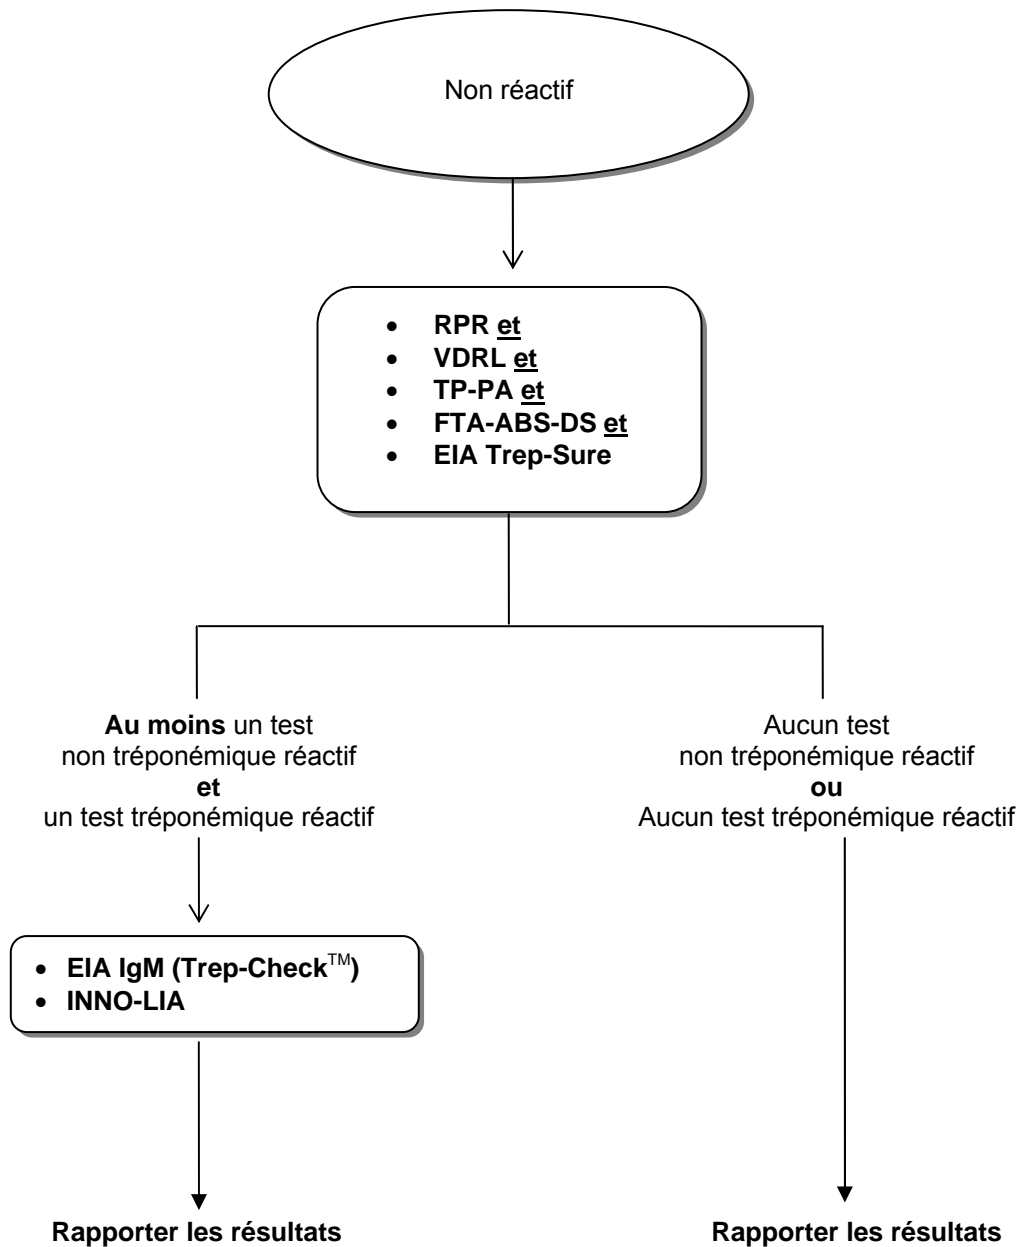 Non réactif
• RPR et
• VDRL et
• TP-PA et
• FTA-ABS-DS et
• EIA Trep-Sure
Au moins un test
non tréponémique réactif
et
un test tréponémique réactif
Aucun test
non tréponémique réactif
ou
Aucun test tréponémique réactif
• EIA IgM (Trep-Check™)
• INNO-LIA
Rapporter les résultats
Rapporter les résultats